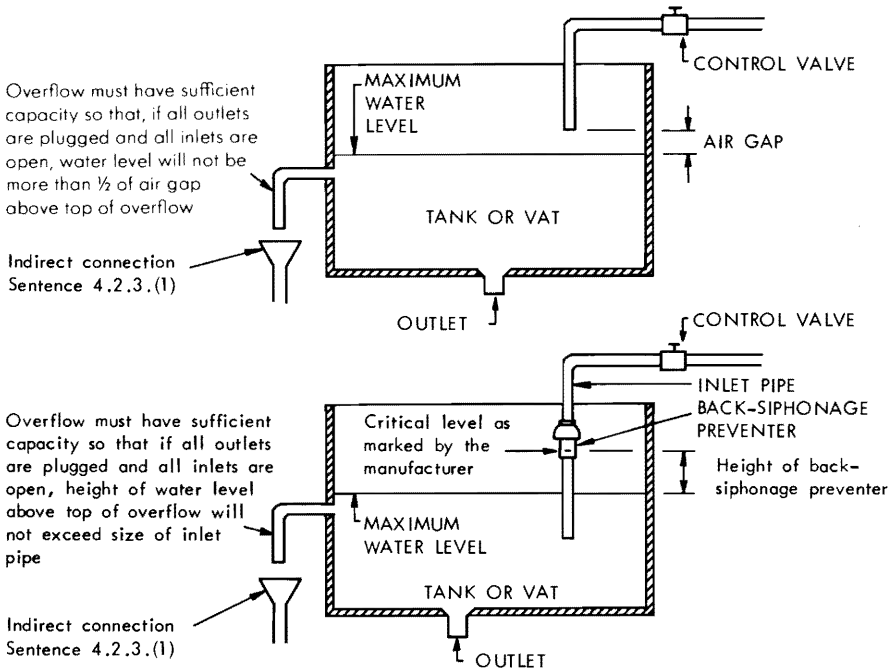 CONTROL VALVE
MAXIMUM
WATER
LEVEL
Overflow must have sufficient
capacity so that, if all outlets
are plugged and all inlets are
open, water level will not be
more than ½ of air gap
above top of overflow
AIR GAP
TANK OR VAT
Indirect connection
Sentence 4.2.3.(1)
OUTLET
CONTROL VALVE
INLET PIPE
BACK-SIPHONAGE
PREVENTER
Critical level as
marked by the
manufacturer
Height of back-
siphonage preventer
Overflow must have sufficient
capacity so that if all outlets
are plugged and all inlets are
open, height of water level
above top of overflow will
not exceed size of inlet
pipe
MAXIMUM
WATER LEVEL
TANK OR VAT
Indirect connection
Sentence 4.2.3.(1)
OUTLET